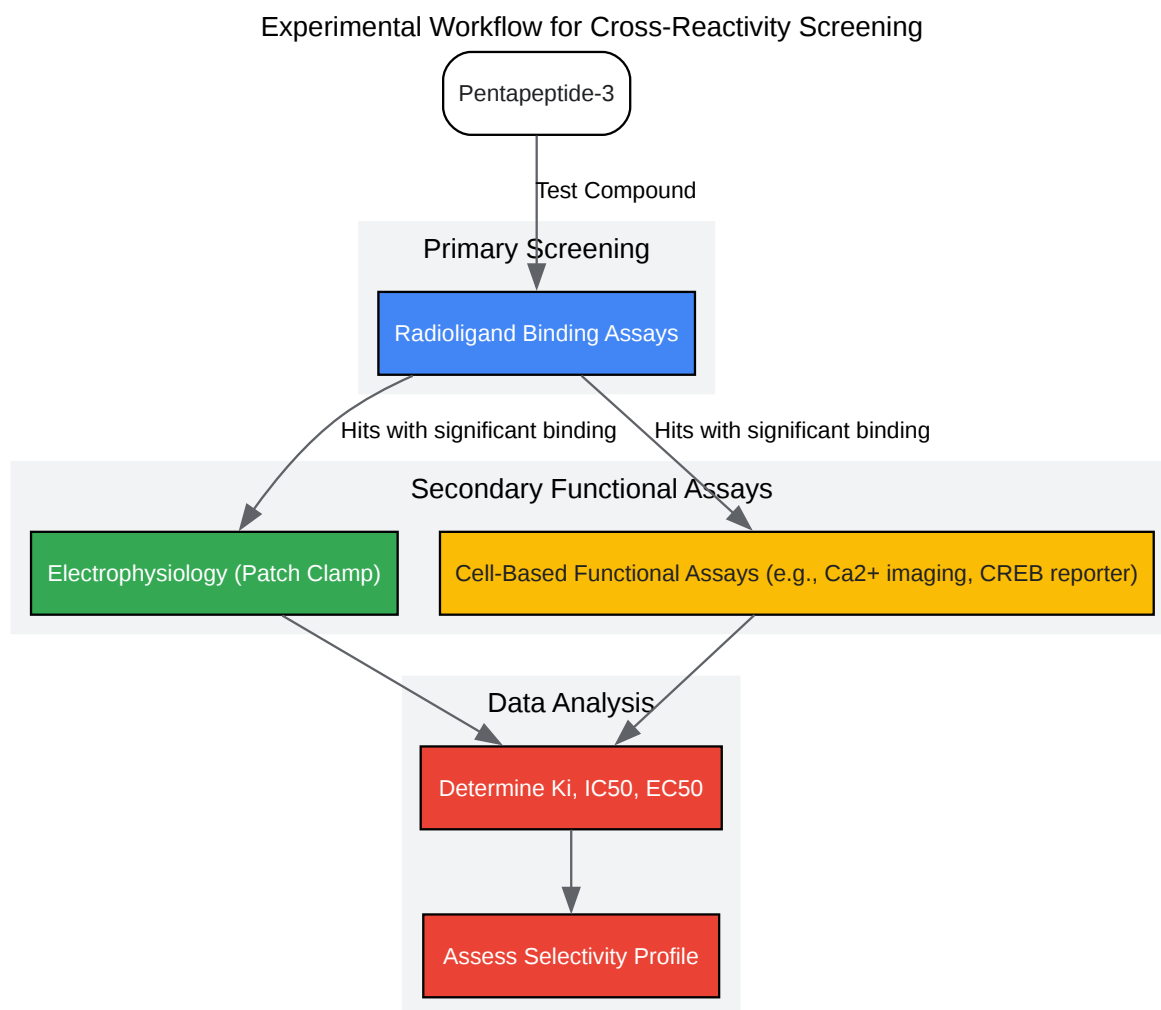 Experimental Workflow for Cross-Reactivity Screening
Pentapeptide-3
Test Compound
Primary Screening
Radioligand Binding Assays
Hits with significant binding
Hits with significant binding
Secondary Functional Assays
Electrophysiology (Patch Clamp)
Cell-Based Functional Assays (e.g., Ca2+ imaging, CREB reporter)
Data Analysis
Determine Ki, IC50, EC50
Assess Selectivity Profile